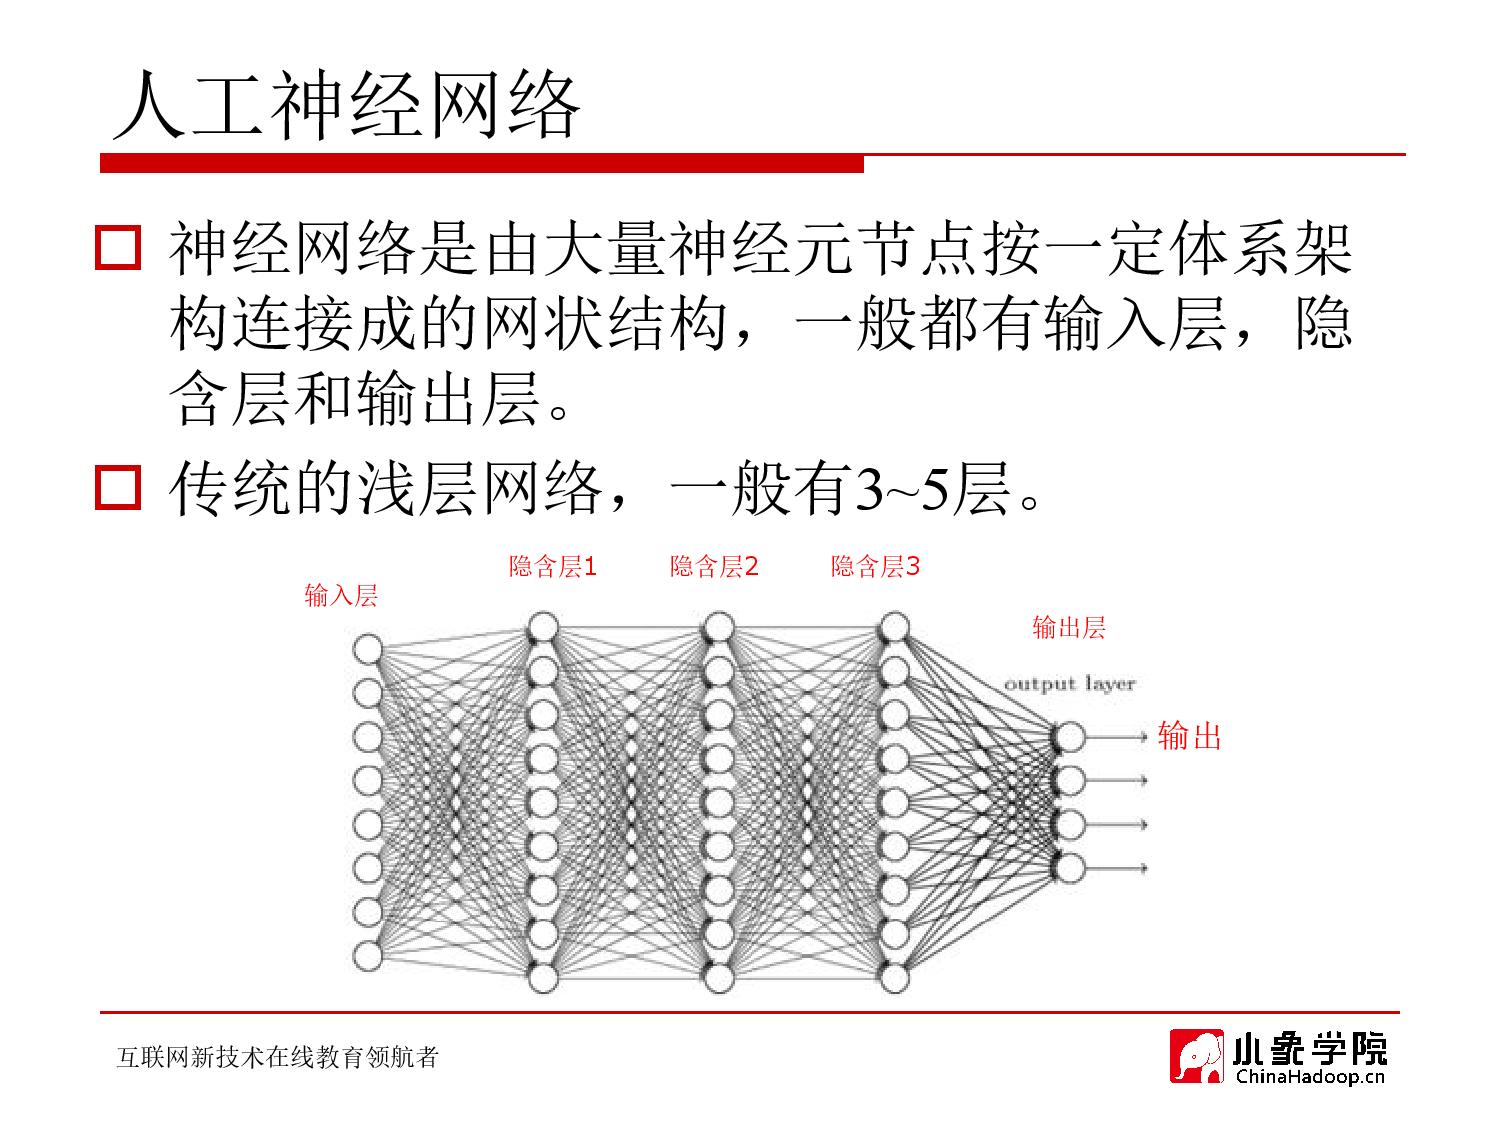 人工神经网络
神经网络是由大量神经元节点按一定体系架
构连接成的网状结构，一般都有输入层，隐
含层和输出层。
传统的浅层网络，一般有3~5层。
隐含层1 隐含层2 隐含层3
输入层
输出层
output layer
输出
互联网新技术在线教育领航者
小象学院
ChinaHadoop.cn